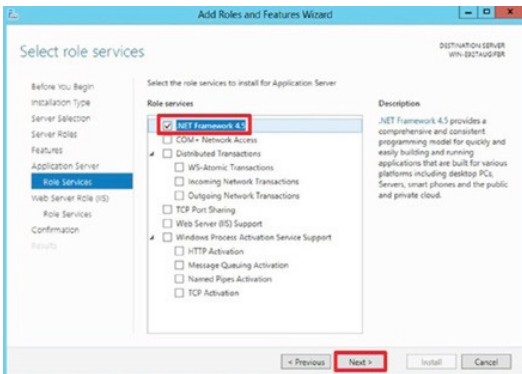 Add Roles and Features Wizard
Select role services
DESTINATION SERVER
Before You Begin
Installation Type
Server Selection
Server Roles
Features
Application Server
Role Services
Web Server Role (IIS)
Role Services
Confirmation
Results
Select the role services to install for Application Server
Role services
.NET Framework 4.5
COM+ Network Access
Distributed Transactions
WS-Atomic Transactions
Incoming Network Transactions
Outgoing Network Transactions
TCP Port Sharing
Web Server (IIS) Support
Windows Process Activation Service Support
HTTP Activation
Message Queuing Activation
Named Pipes Activation
TCP Activation
Description
.NET Framework 4.5 provides a
comprehensive and consistent
programming model for quickly and
easily building and running
applications that are built for various
platforms including desktop PCs,
Servers, smart phones and the public
and private cloud.
< Previous
Next >
Install
Cancel